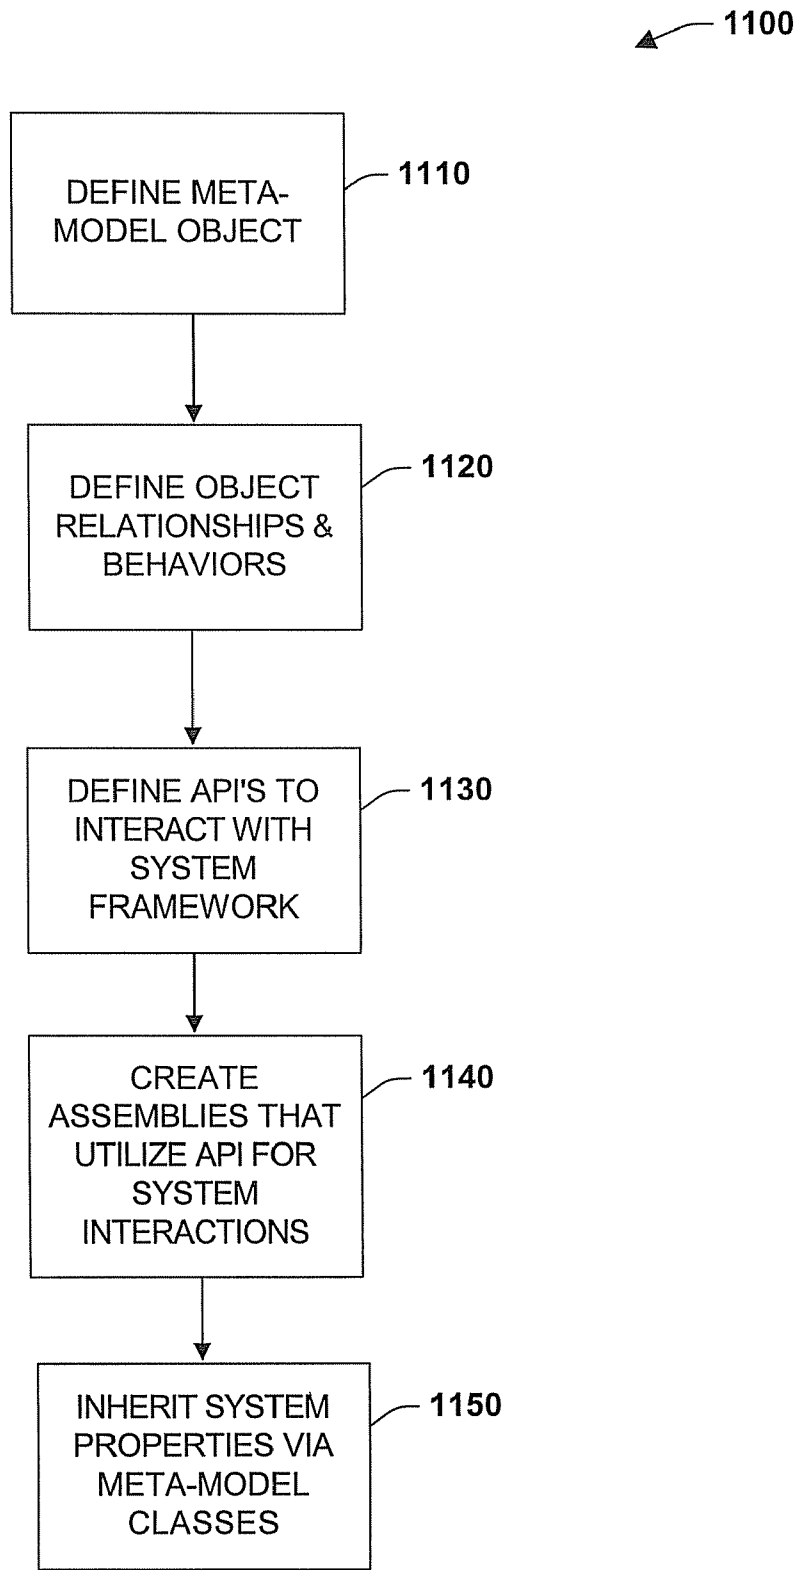 1100
DEFINE META-
MODEL OBJECT
1110
DEFINE OBJECT
RELATIONSHIPS &
BEHAVIORS
1120
DEFINE API'S TO
INTERACT WITH
SYSTEM
FRAMEWORK
1130
CREATE
ASSEMBLIES THAT
UTILIZE API FOR
SYSTEM
INTERACTIONS
1140
INHERIT SYSTEM
PROPERTIES VIA
META-MODEL
CLASSES
1150